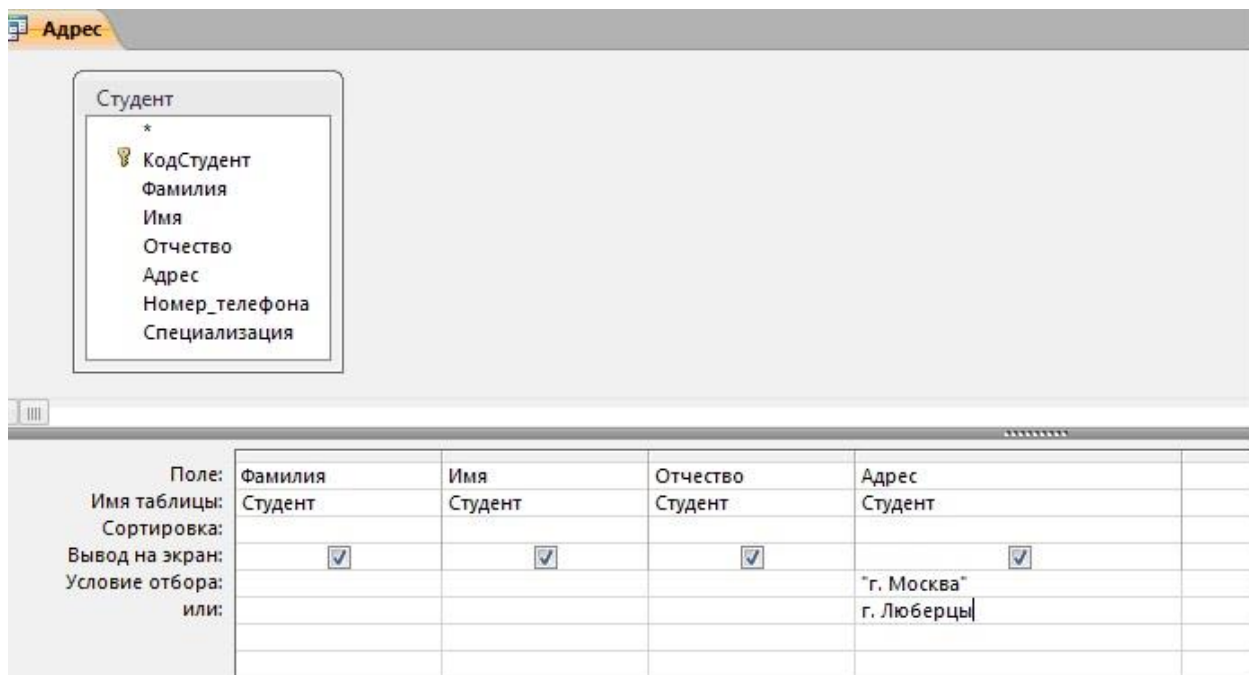 Адрес
Студент
*
КодСтудент
Фамилия
Имя
Отчество
Адрес
Номер_телефона
Специализация
Поле: Фамилия Имя Отчество Адрес
Имя таблицы: Студент Студент Студент Студент
Сортировка:
Вывод на экран:
Условие отбора: "г. Москва"
или: г. Люберцы